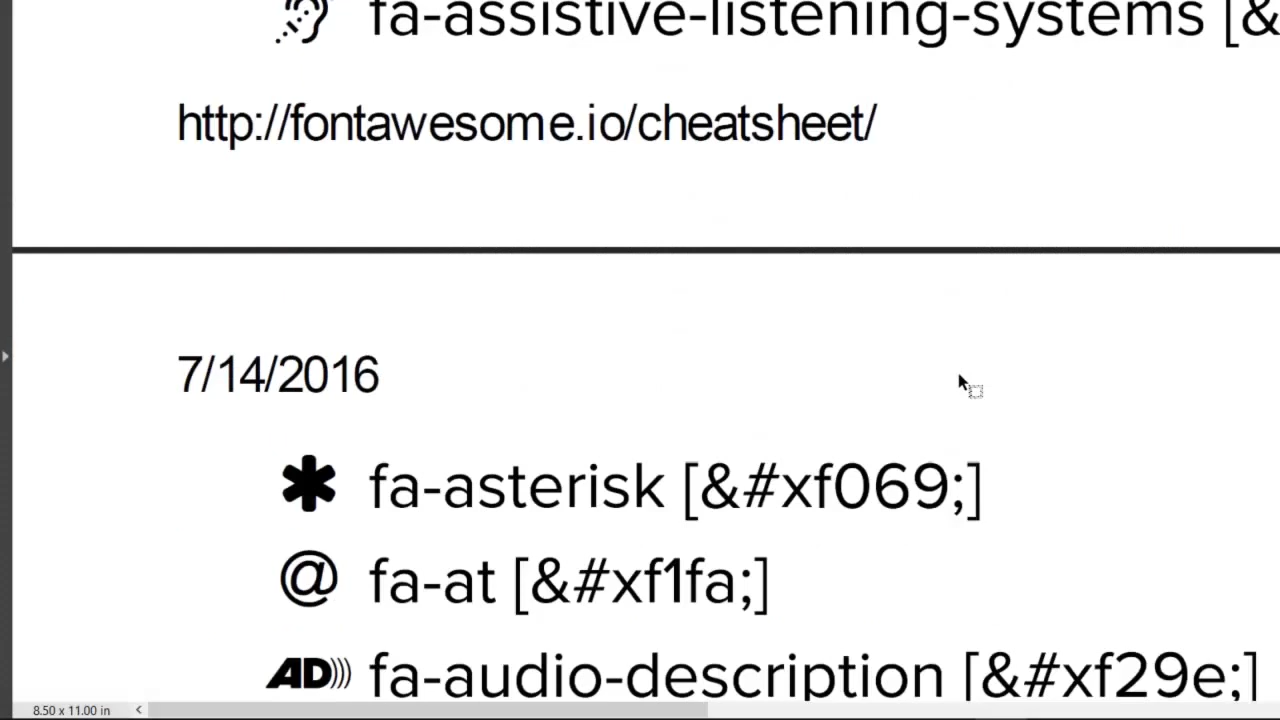 fa-assistive-listening-systems [&
http://fontawesome.io/cheatsheet/
7/14/2016
fa-asterisk [&#xf069;]
@ fa-at [&#xf1fa;]
AD))) fa-audio-description [&#xf29e;]
8.50 x 11.00 in